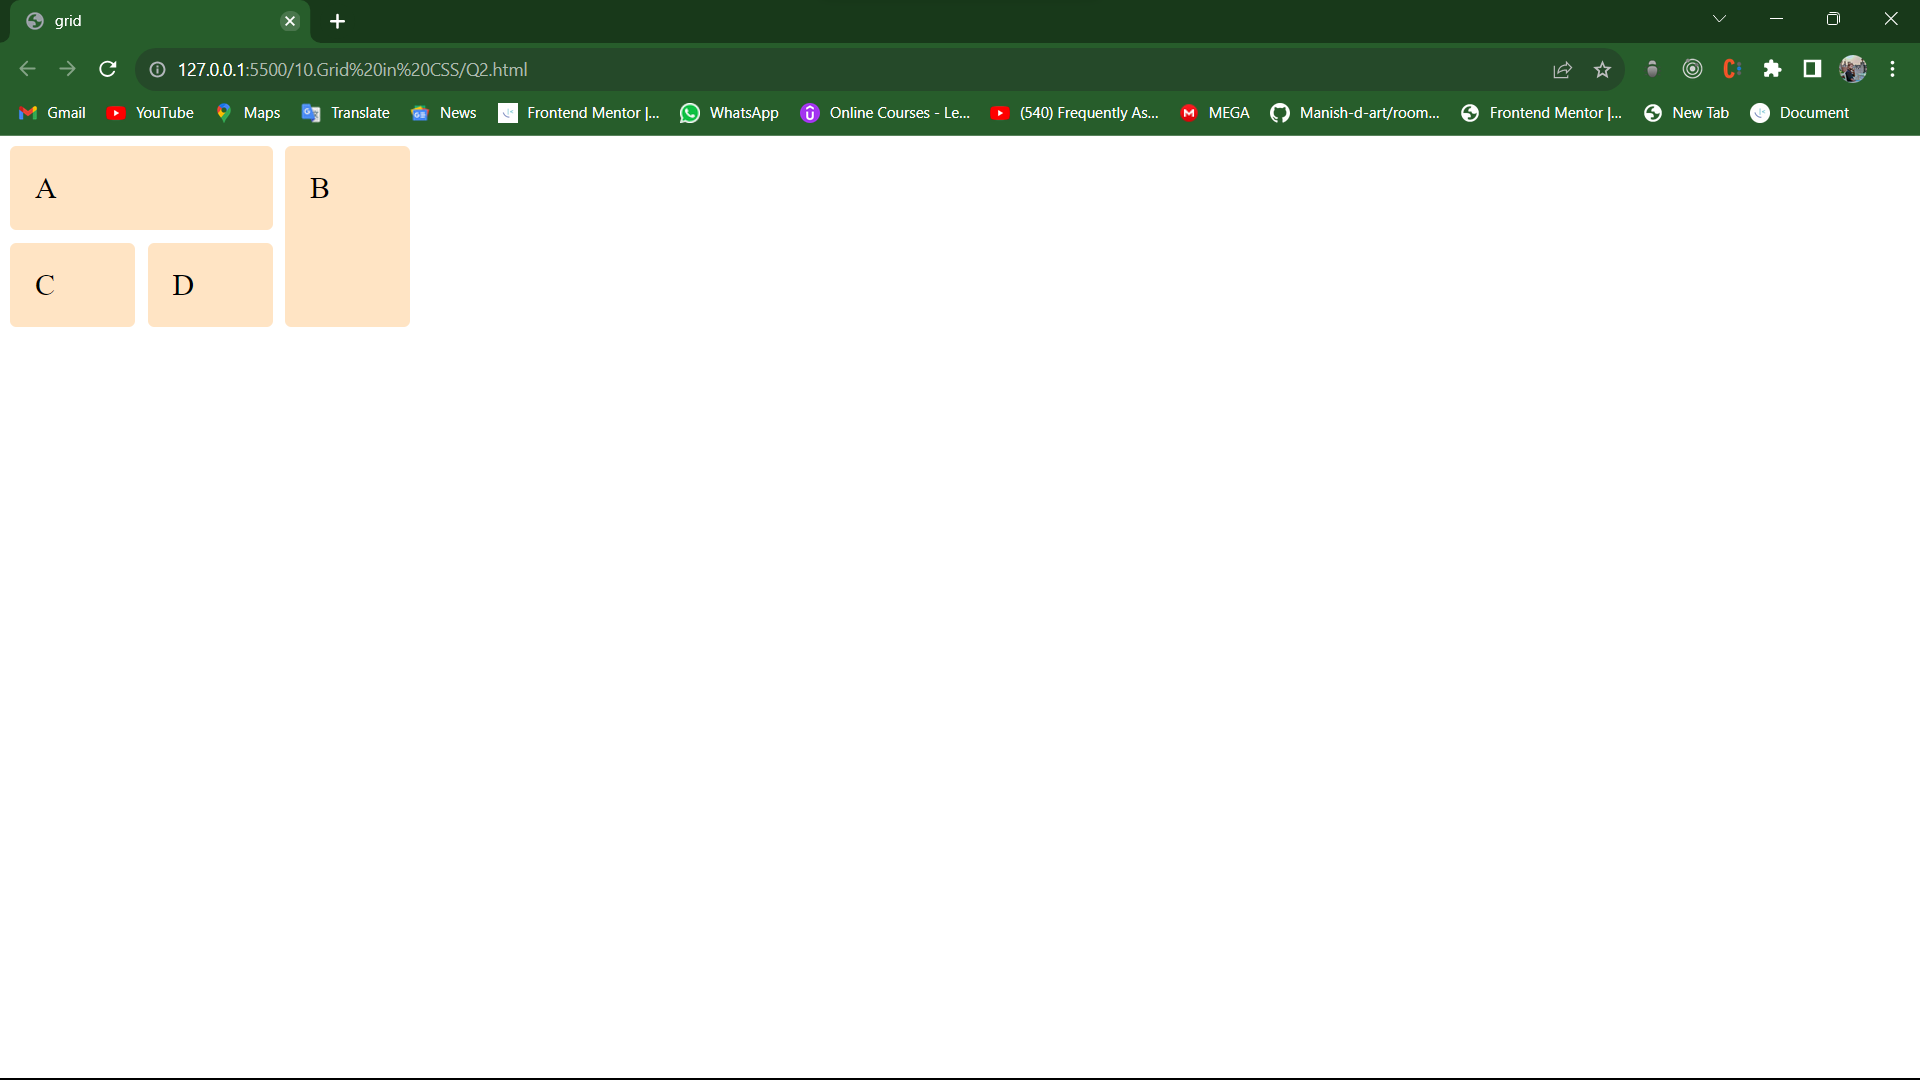 grid
127.0.0.1:5500/10.Grid%20in%20CSS/Q2.html
Gmail YouTube Maps Translate News Frontend Mentor |... WhatsApp Online Courses - Le... (540) Frequently As... MEGA Manish-d-art/room... Frontend Mentor |... New Tab Document
A B
C D